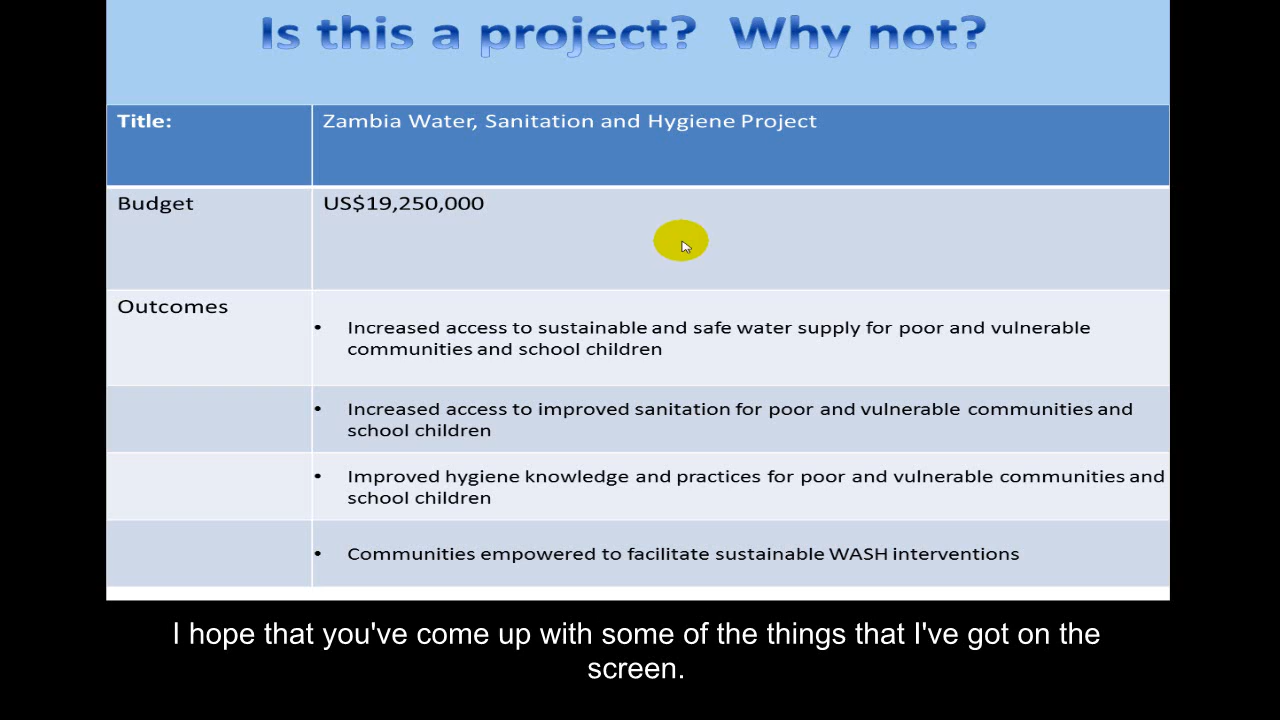 Is this a project? Why not?
Title:
Zambia Water, Sanitation and Hygiene Project
Budget
US$19,250,000
Outcomes
• Increased access to sustainable and safe water supply for poor and vulnerable
communities and school children
• Increased access to improved sanitation for poor and vulnerable communities and
school children
• Improved hygiene knowledge and practices for poor and vulnerable communities and
school children
• Communities empowered to facilitate sustainable WASH interventions
I hope that you've come up with some of the things that I've got on the
screen.